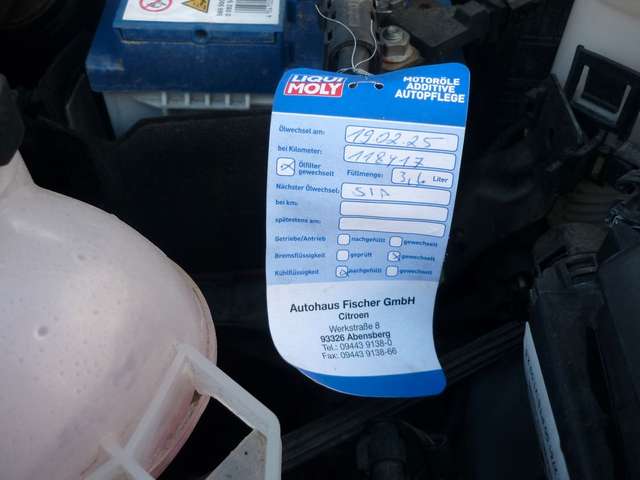 LIQUI
MOLY
MOTORÖLE
ADDITIVE
AUTOPFLEGE
Ölwechsel am: 19.02.25
bei Kilometer: 118417
Ölfilter gewechselt
Füllmenge: 3,6 Liter
Nächster Ölwechsel:
bei km:
spätestens am:
Getriebe/Antrieb nachgefüllt gewechselt
Bremsflüssigkeit geprüft gewechselt
Kühlflüssigkeit nachgefüllt gewechselt
Autohaus Fischer GmbH
Citroen
Werkstraße 8
93326 Abensberg
Tel.: 09443 9138-0
Fax: 09443 9138-66